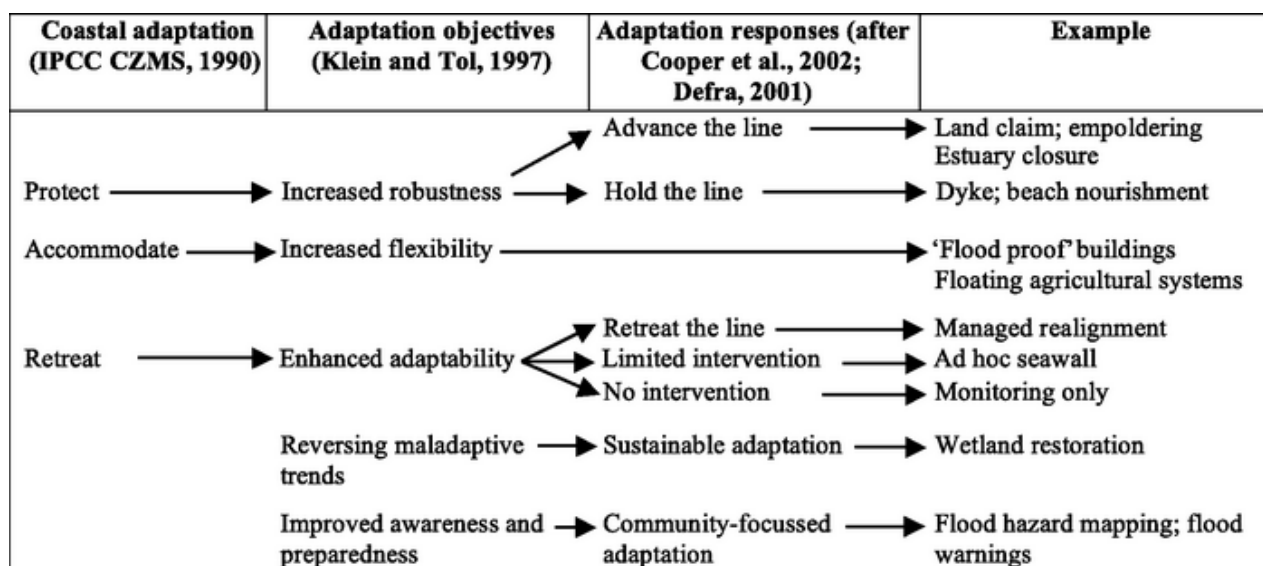 Coastal adaptation
(IPCC CZMS, 1990)
Adaptation objectives
(Klein and Tol, 1997)
Adaptation responses (after
Cooper et al., 2002;
Defra, 2001)
Example
Advance the line
Land claim; empoldering
Estuary closure
Protect
Increased robustness
Hold the line
Dyke; beach nourishment
Accommodate
Increased flexibility
‘Flood proof’ buildings
Floating agricultural systems
Retreat the line
Managed realignment
Retreat
Enhanced adaptability
Limited intervention
Ad hoc seawall
No intervention
Monitoring only
Reversing maladaptive
trends
Sustainable adaptation
Wetland restoration
Improved awareness and
preparedness
Community-focussed
adaptation
Flood hazard mapping; flood
warnings